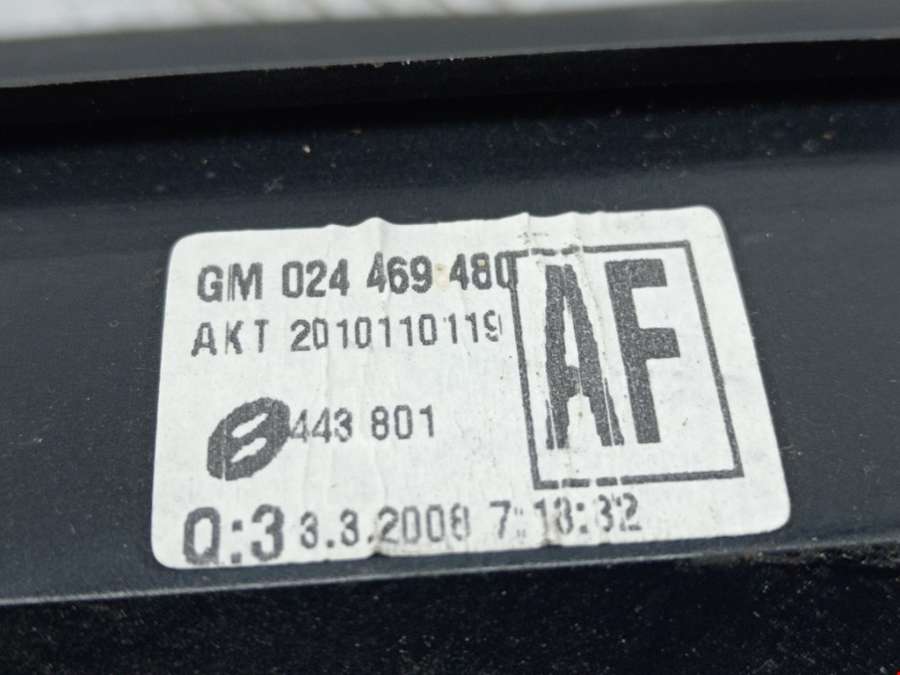 GM 024 469 480
AF
AKT 2010110119
443 801
Q:3 3.3.2008 7:18:32